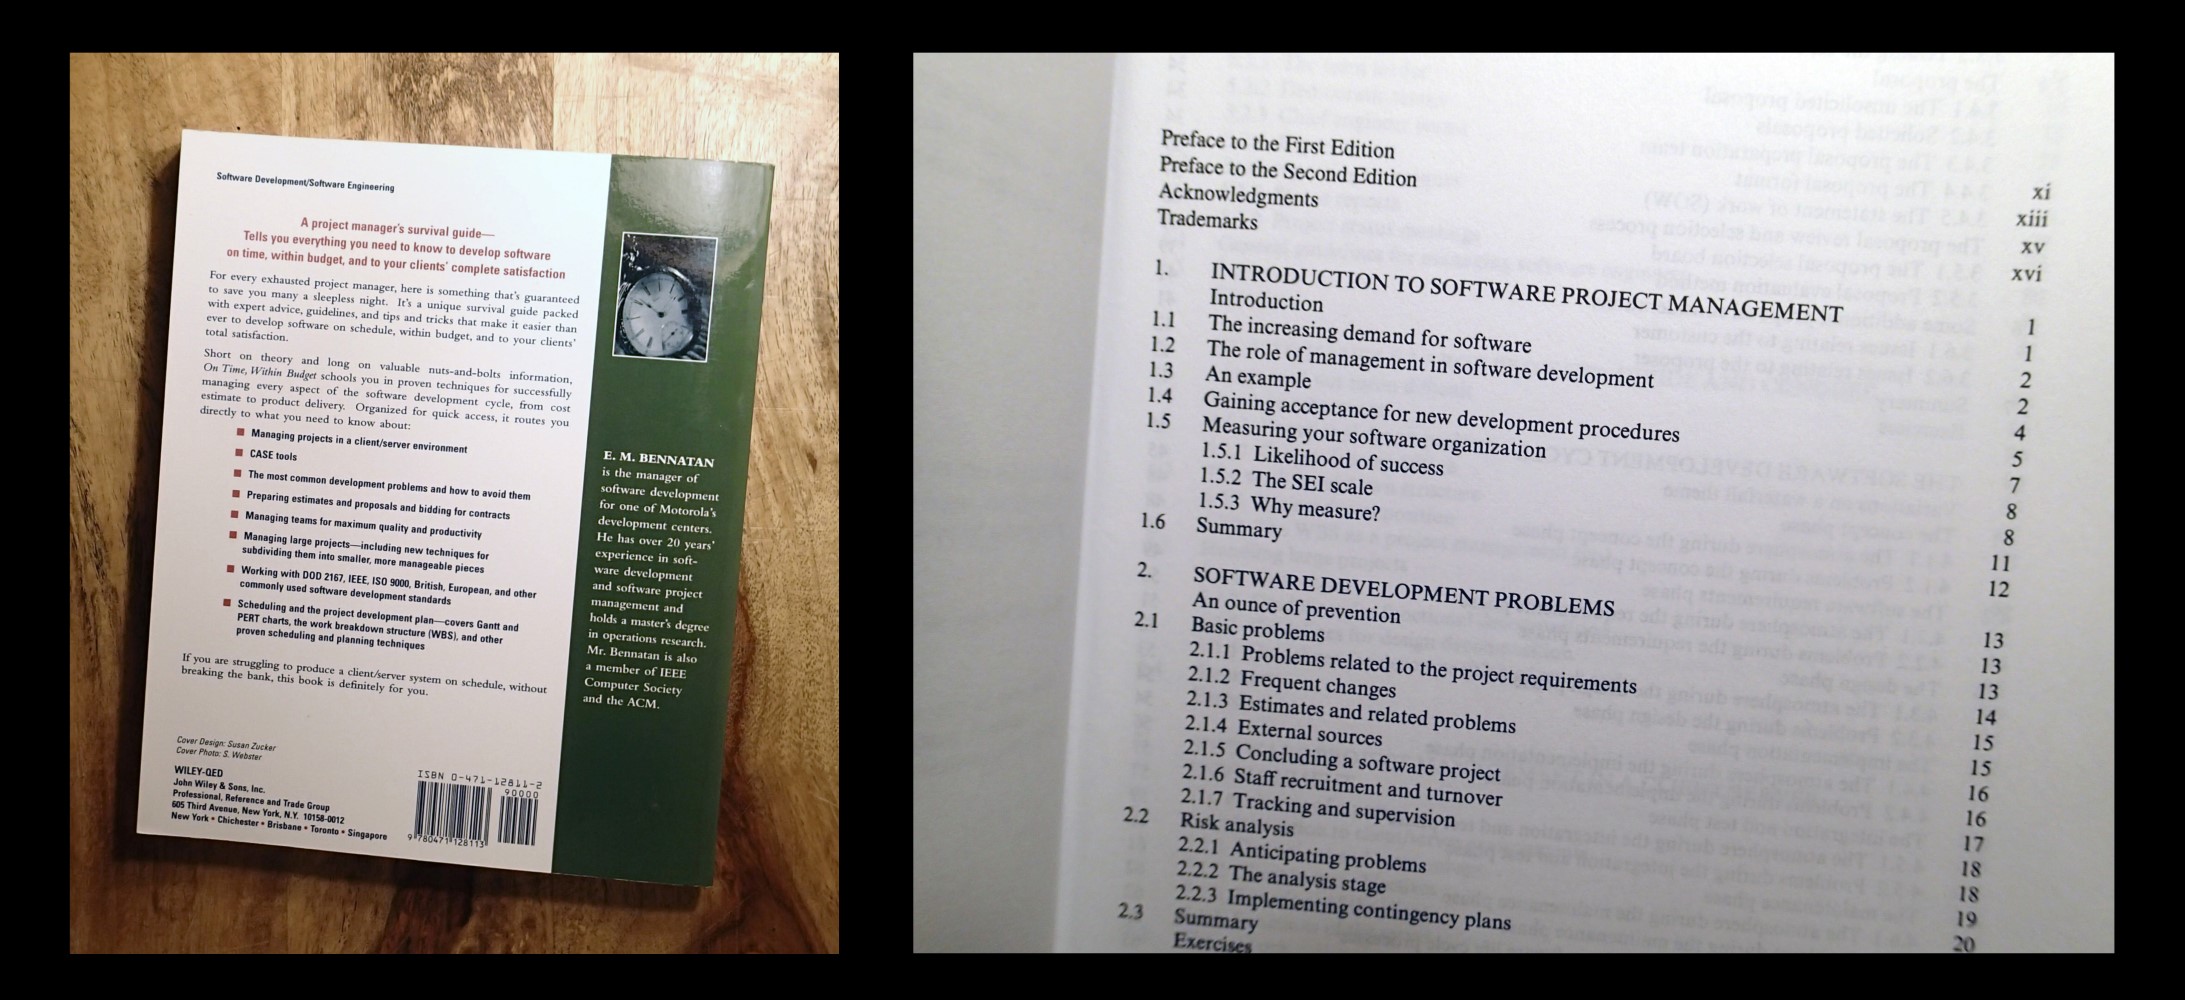 Software Development/Software Engineering
A project manager's survival guide—
Tells you everything you need to know to develop software
on time, within budget, and to your clients' complete satisfaction
For every exhausted project manager, here is something that's guaranteed
to save you many a sleepless night. It's a unique survival guide packed
with expert advice, guidelines, and tips and tricks that make it easier than
ever to develop software on schedule, within budget, and to your clients'
total satisfaction.
Short on theory and long on valuable nuts-and-bolts information,
On Time, Within Budget schools you in proven techniques for successfully
managing every aspect of the software development cycle, from cost
estimate to product delivery. Organized for quick access, it routes you
directly to what you need to know about:
■ Managing projects in a client/server environment
■ CASE tools
■ The most common development problems and how to avoid them
■ Preparing estimates and proposals and bidding for contracts
■ Managing teams for maximum quality and productivity
■ Managing large projects—including new techniques for
subdividing them into smaller, more manageable pieces
■ Working with DOD 2167, IEEE, ISO 9000, British, European, and other
commonly used software development standards
■ Scheduling and the project development plan—covers Gantt and
PERT charts, the work breakdown structure (WBS), and other
proven scheduling and planning techniques
If you are struggling to produce a client/server system on schedule, without
breaking the bank, this book is definitely for you.
Cover Design: Susan Zucker
Cover Photo: S. Webster
WILEY-QED
John Wiley & Sons, Inc.
Professional, Reference and Trade Group
605 Third Avenue, New York, N.Y. 10158-0012
New York • Chichester • Brisbane • Toronto • Singapore
ISBN 0-471-12811-2
90000
9 780471 128113
E. M. BENNATAN
is the manager of
software development
for one of Motorola's
development centers.
He has over 20 years'
experience in soft-
ware development
and software project
management and
holds a master's degree
in operations research.
Mr. Bennatan is also
a member of IEEE
Computer Society
and the ACM.
Preface to the First Edition xi
Preface to the Second Edition xiii
Acknowledgments xv
Trademarks xvi
1. INTRODUCTION TO SOFTWARE PROJECT MANAGEMENT 1
Introduction 1
1.1 The increasing demand for software 2
1.2 The role of management in software development 2
1.3 An example 4
1.4 Gaining acceptance for new development procedures 5
1.5 Measuring your software organization 7
1.5.1 Likelihood of success 8
1.5.2 The SEI scale 8
1.5.3 Why measure? 11
1.6 Summary 12
2. SOFTWARE DEVELOPMENT PROBLEMS 13
An ounce of prevention 13
2.1 Basic problems 13
2.1.1 Problems related to the project requirements 14
2.1.2 Frequent changes 15
2.1.3 Estimates and related problems 15
2.1.4 External sources 16
2.1.5 Concluding a software project 16
2.1.6 Staff recruitment and turnover 17
2.1.7 Tracking and supervision 18
2.2 Risk analysis 18
2.2.1 Anticipating problems 19
2.2.2 The analysis stage 20
2.2.3 Implementing contingency plans
2.3 Summary
Exercises